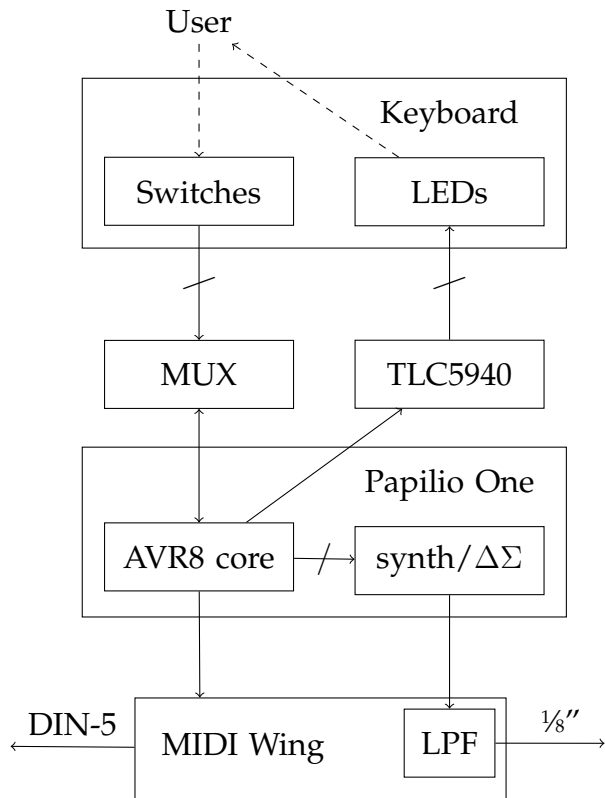 User
Keyboard
Switches
LEDs
MUX
TLC5940
Papilio One
AVR8 core
synth/ΔΣ
DIN-5
MIDI Wing
LPF
⅛″